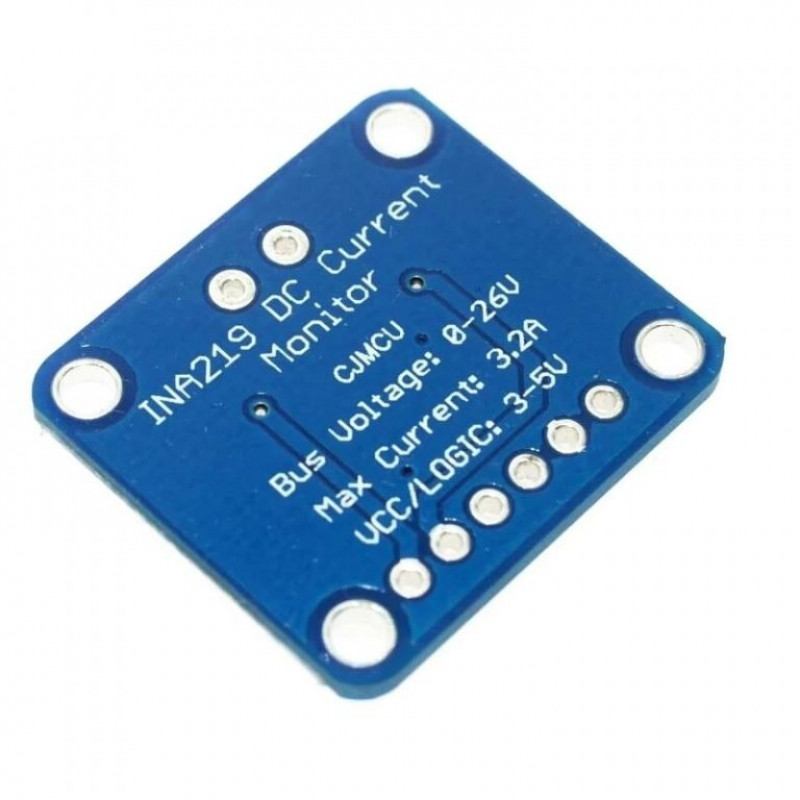 INA219 DC Current
Monitor
CJMCU
Bus Voltage: 0-26V
Max Current: 3.2A
VCC/LOGIC: 3-5V